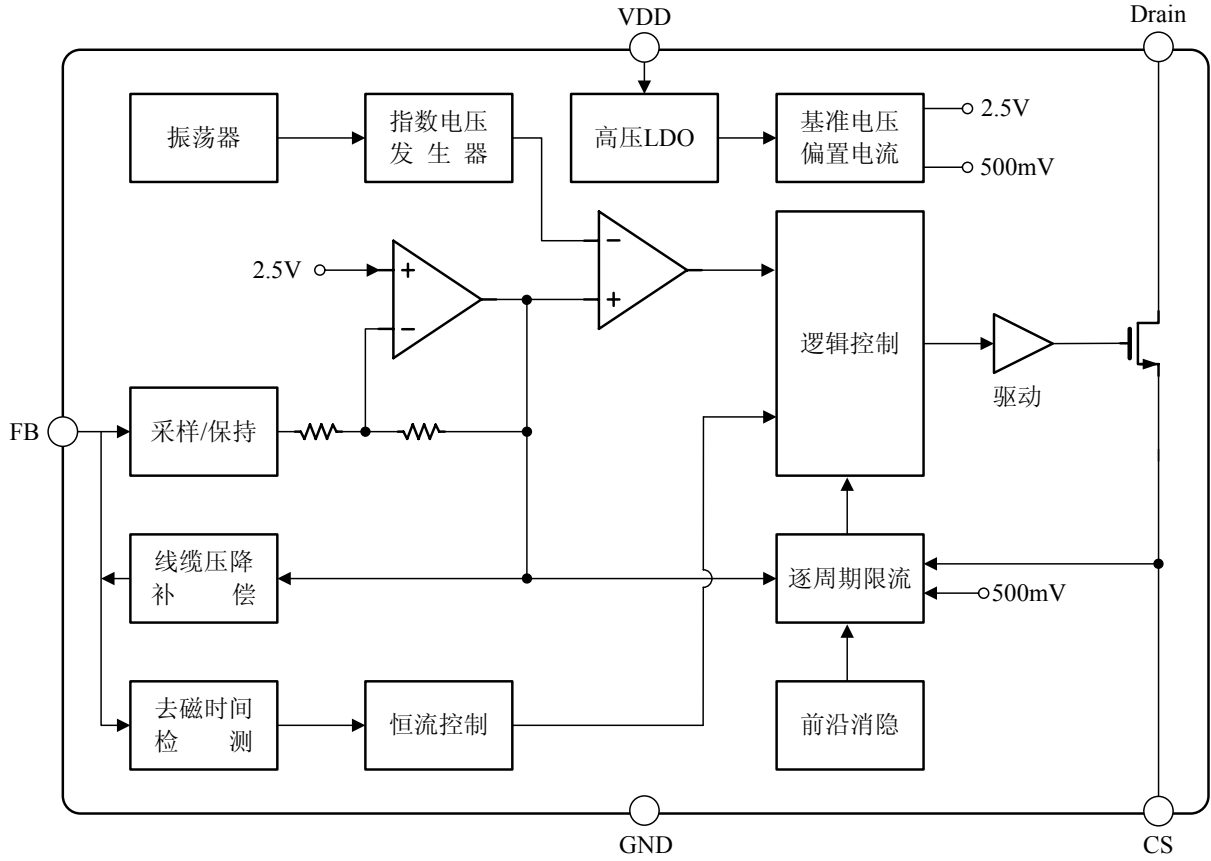 VDD
Drain
振荡器
指数电压
发生器
高压LDO
基准电压
偏置电流
2.5V
500mV
2.5V
+
−
−
+
逻辑控制
驱动
FB
采样/保持
线缆压降
补偿
逐周期限流
500mV
去磁时间
检测
恒流控制
前沿消隐
GND
CS